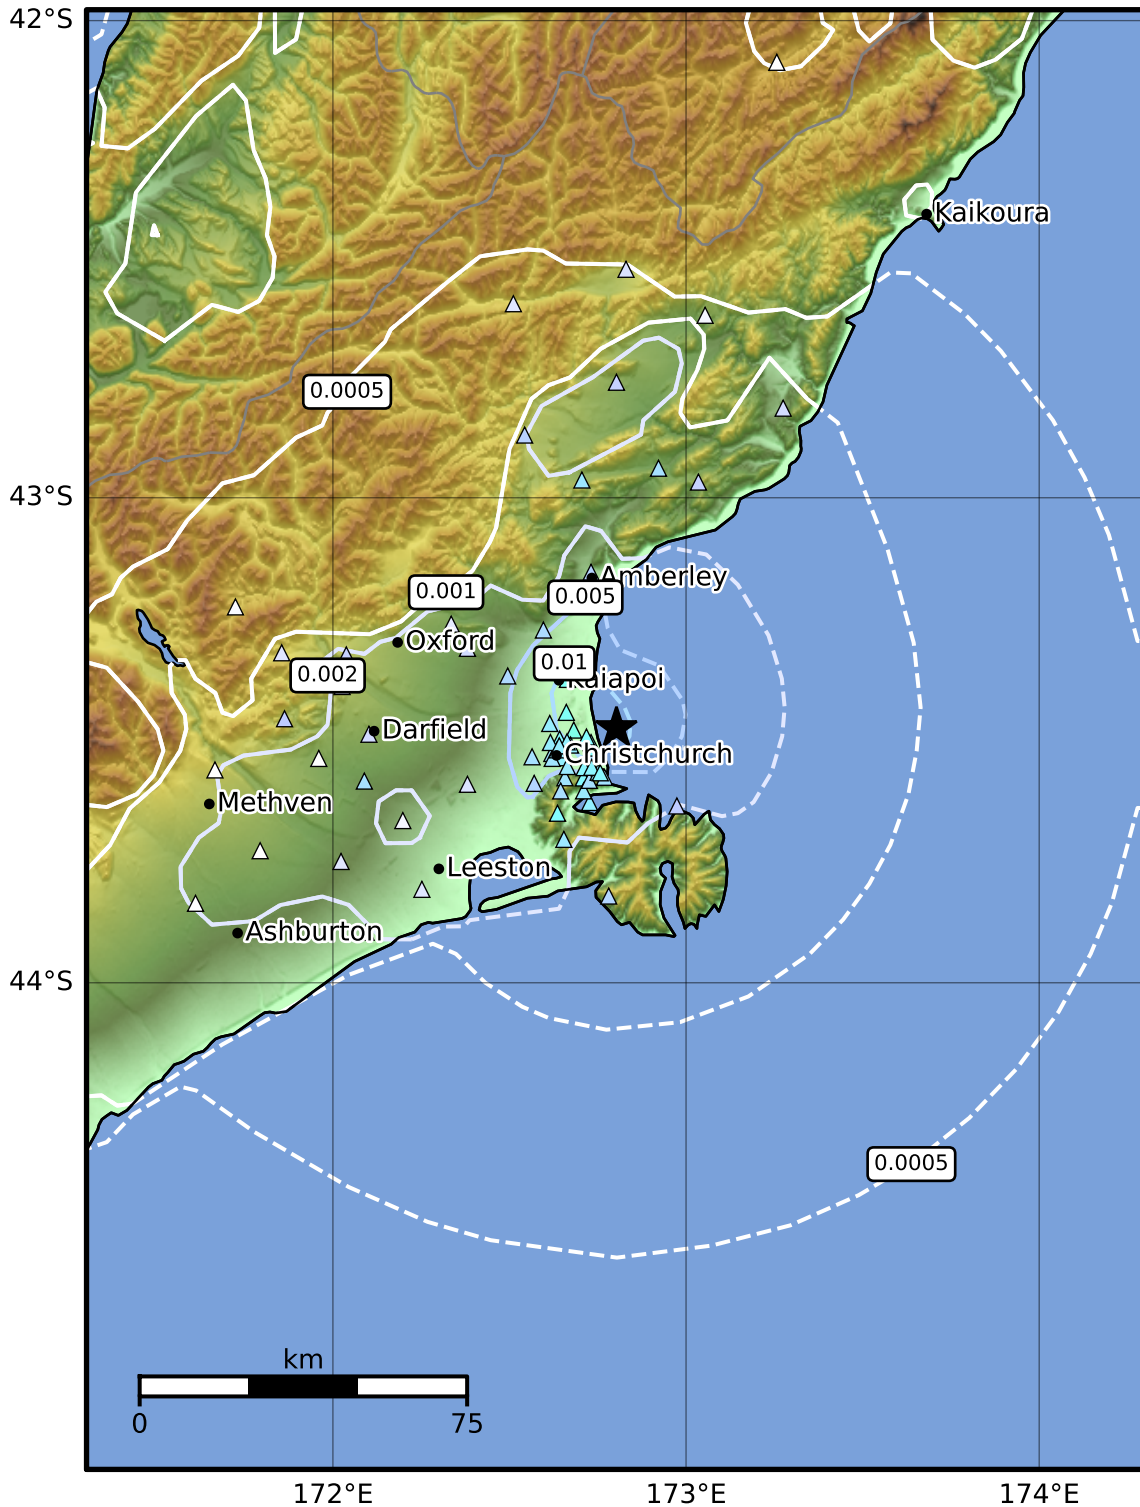 42°S
Kaikoura
0.0005
43°S
Amberley
0.001
0.005
Oxford
0.01
0.002
Kaiapoi
Darfield
Christchurch
Methven
Leeston
Ashburton
44°S
0.0005
km
0
75
172°E
173°E
174°E